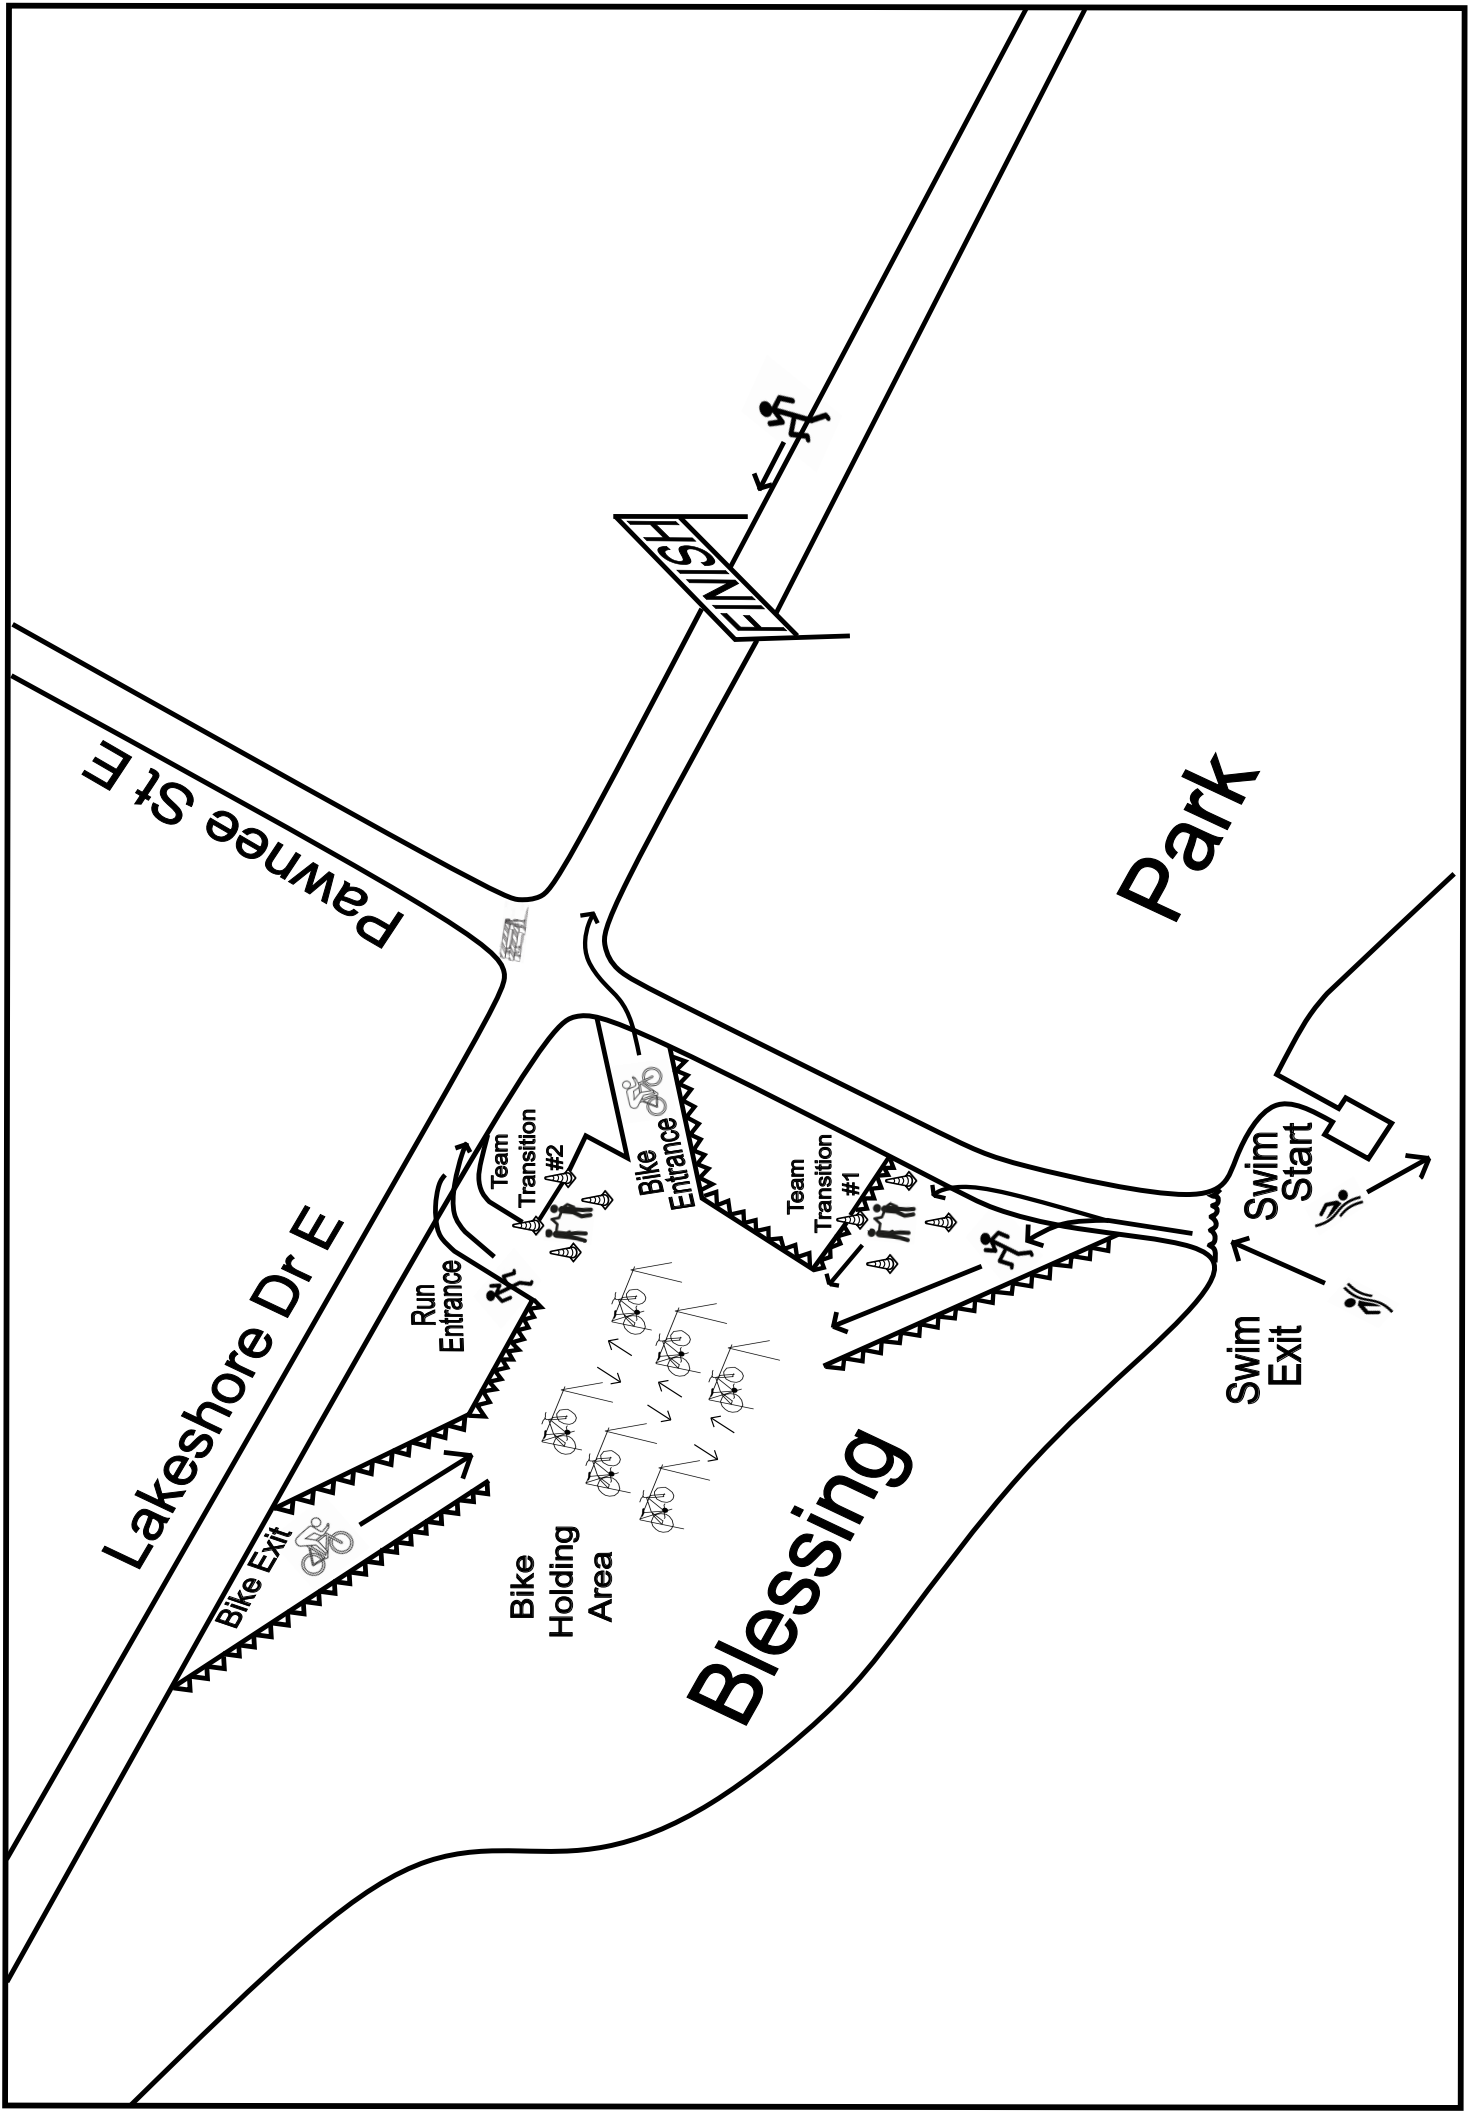 Pawnee St E
Lakeshore Dr E
FINISH
Park
Blessing
Team
Transition
#2
Bike
Entrance
Team
Transition
#1
Run
Entrance
Bike Exit
Bike
Holding
Area
Swim
Start
Swim
Exit